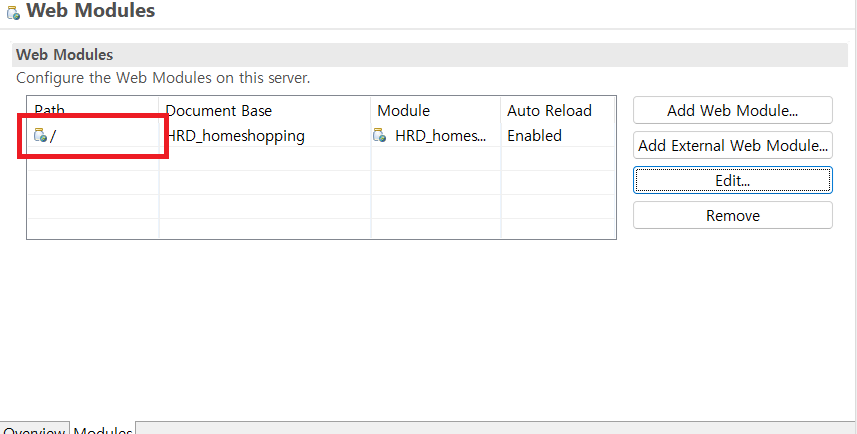 Web Modules
Web Modules
Configure the Web Modules on this server.
Path Document Base Module Auto Reload
/ HRD_homeshopping HRD_homes... Enabled
Add Web Module...
Add External Web Module...
Edit...
Remove
Overview Modules